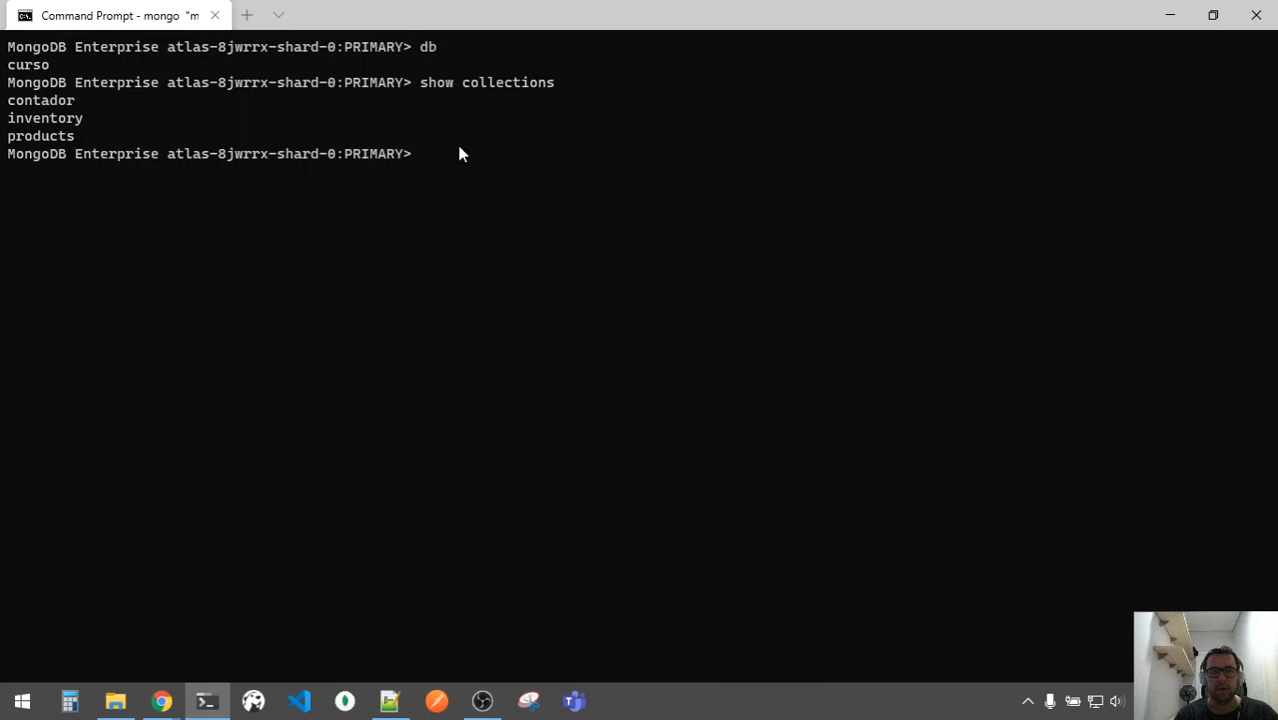 Command Prompt - mongo "m
MongoDB Enterprise atlas-8jwrrx-shard-0:PRIMARY> db
curso
MongoDB Enterprise atlas-8jwrrx-shard-0:PRIMARY> show collections
contador
inventory
products
MongoDB Enterprise atlas-8jwrrx-shard-0:PRIMARY>